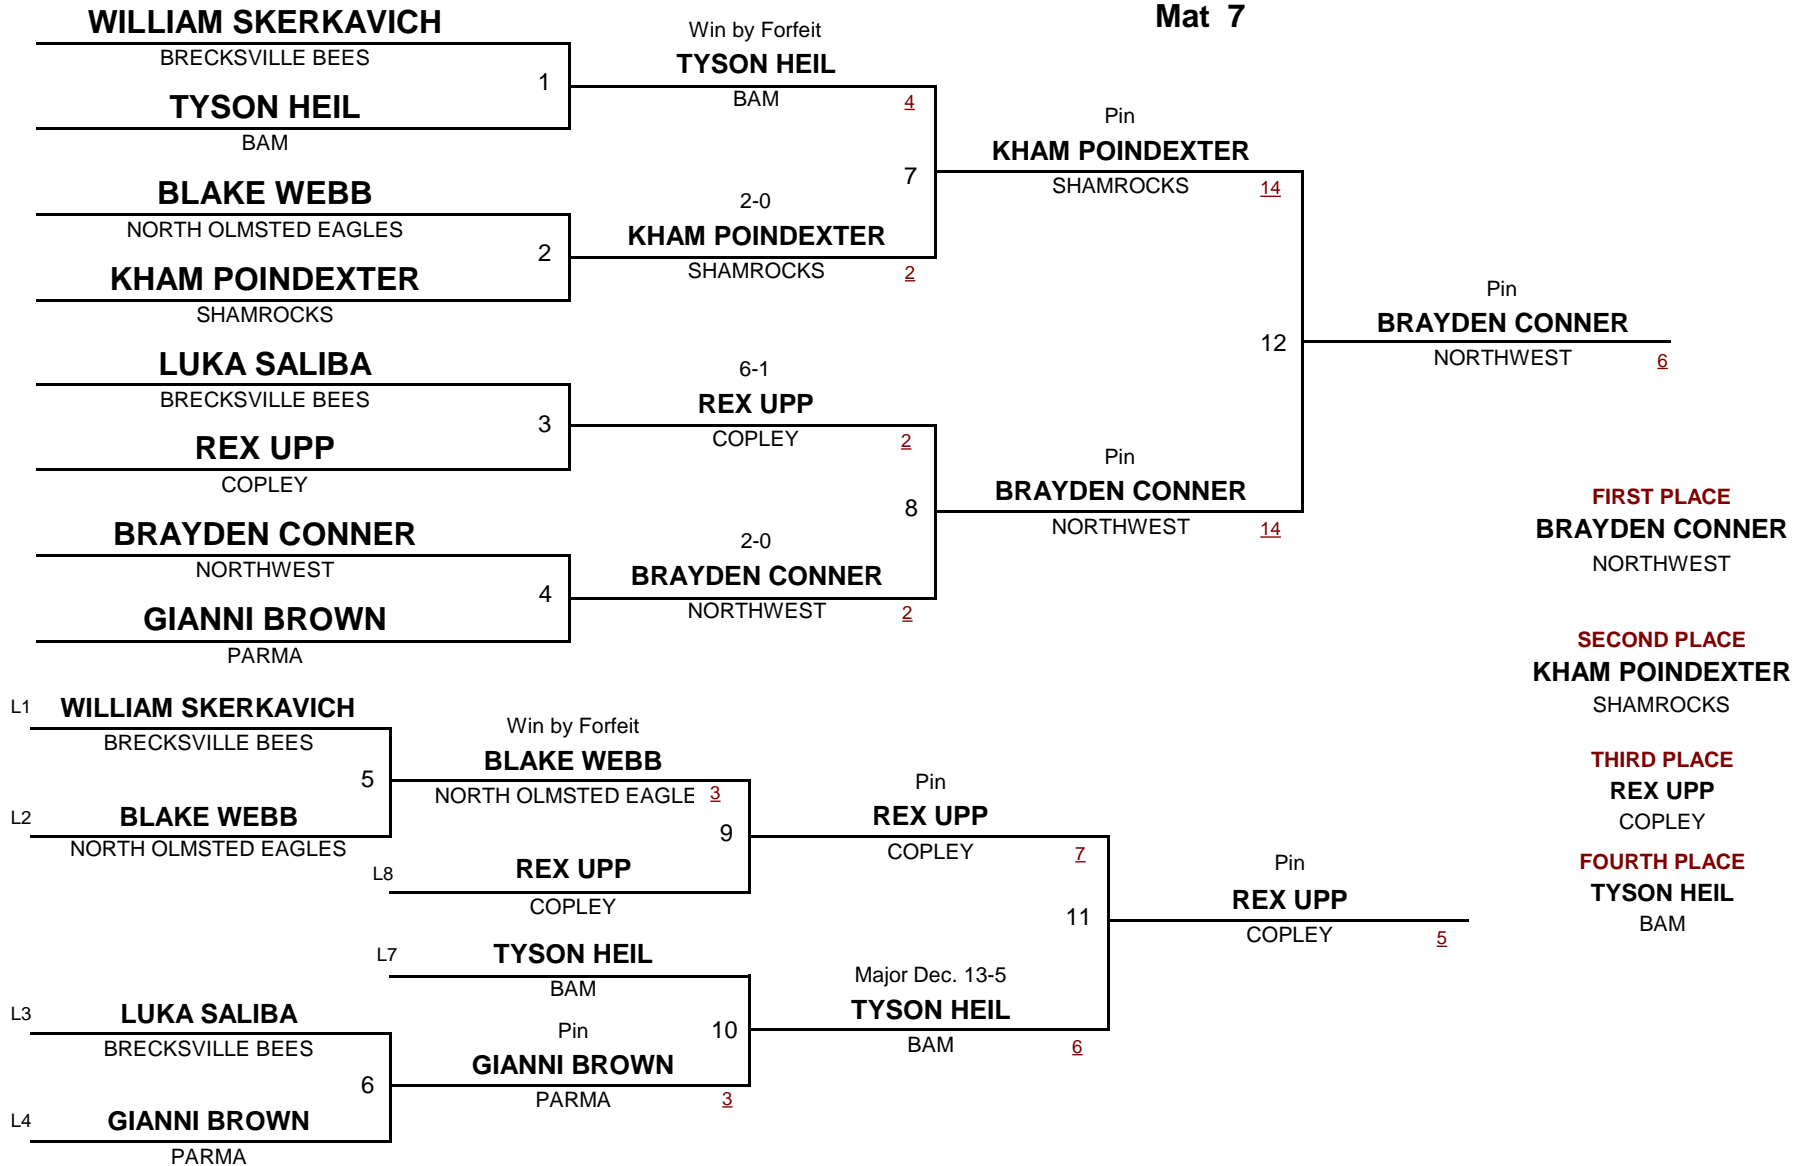 Mat 7
WILLIAM SKERKAVICH
BRECKSVILLE BEES
1
TYSON HEIL
BAM
Win by Forfeit
TYSON HEIL
BAM
4
BLAKE WEBB
NORTH OLMSTED EAGLES
2
KHAM POINDEXTER
SHAMROCKS
2-0
KHAM POINDEXTER
SHAMROCKS
2
7
Pin
KHAM POINDEXTER
SHAMROCKS
14
LUKA SALIBA
BRECKSVILLE BEES
3
REX UPP
COPLEY
6-1
REX UPP
COPLEY
2
BRAYDEN CONNER
NORTHWEST
4
GIANNI BROWN
PARMA
2-0
BRAYDEN CONNER
NORTHWEST
2
8
Pin
BRAYDEN CONNER
NORTHWEST
14
12
Pin
BRAYDEN CONNER
NORTHWEST
6
L1
WILLIAM SKERKAVICH
BRECKSVILLE BEES
5
L2
BLAKE WEBB
NORTH OLMSTED EAGLES
Win by Forfeit
BLAKE WEBB
NORTH OLMSTED EAGLE
3
9
L8
REX UPP
COPLEY
Pin
REX UPP
COPLEY
7
L7
TYSON HEIL
BAM
10
L3
LUKA SALIBA
BRECKSVILLE BEES
6
L4
GIANNI BROWN
PARMA
Pin
GIANNI BROWN
PARMA
3
Major Dec. 13-5
TYSON HEIL
BAM
6
11
Pin
REX UPP
COPLEY
5
FIRST PLACE
BRAYDEN CONNER
NORTHWEST
SECOND PLACE
KHAM POINDEXTER
SHAMROCKS
THIRD PLACE
REX UPP
COPLEY
FOURTH PLACE
TYSON HEIL
BAM